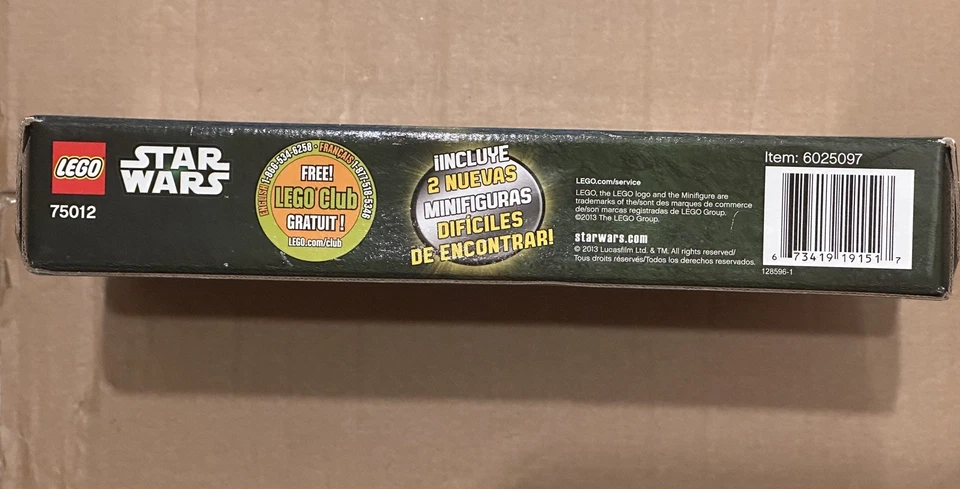 LEGO
STAR
WARS
75012
ENGLISH 1-866-534-6258 • FRANÇAIS 1-877-518-5346
FREE!
LEGO Club
GRATUIT !
LEGO.com/club
¡INCLUYE
2 NUEVAS
MINIFIGURAS
DIFÍCILES
DE ENCONTRAR!
LEGO.com/service
LEGO, the LEGO logo and the Minifigure are
trademarks of the/sont des marques de commerce
de/son marcas registradas de LEGO Group.
©2013 The LEGO Group.
starwars.com
© 2013 Lucasfilm Ltd. & TM. All rights reserved/
Tous droits réservés/Todos los derechos reservados.
Item: 6025097
6 73419 19151 7
128596-1